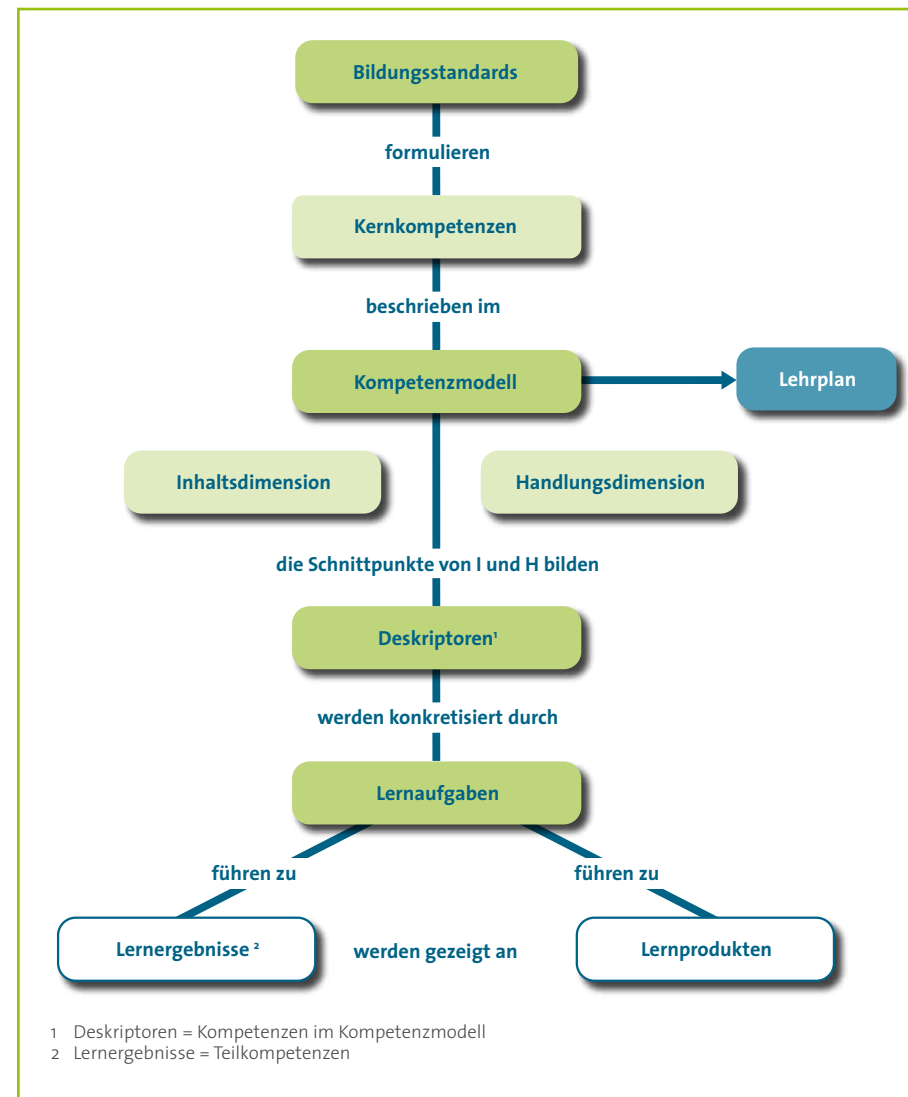 Bildungsstandards
formulieren
Kernkompetenzen
beschrieben im
Kompetenzmodell
Lehrplan
Inhaltsdimension
Handlungsdimension
die Schnittpunkte von I und H bilden
Deskriptoren¹
werden konkretisiert durch
Lernaufgaben
führen zu
führen zu
Lernergebnisse ²
werden gezeigt an
Lernprodukten
1 Deskriptoren = Kompetenzen im Kompetenzmodell
2 Lernergebnisse = Teilkompetenzen